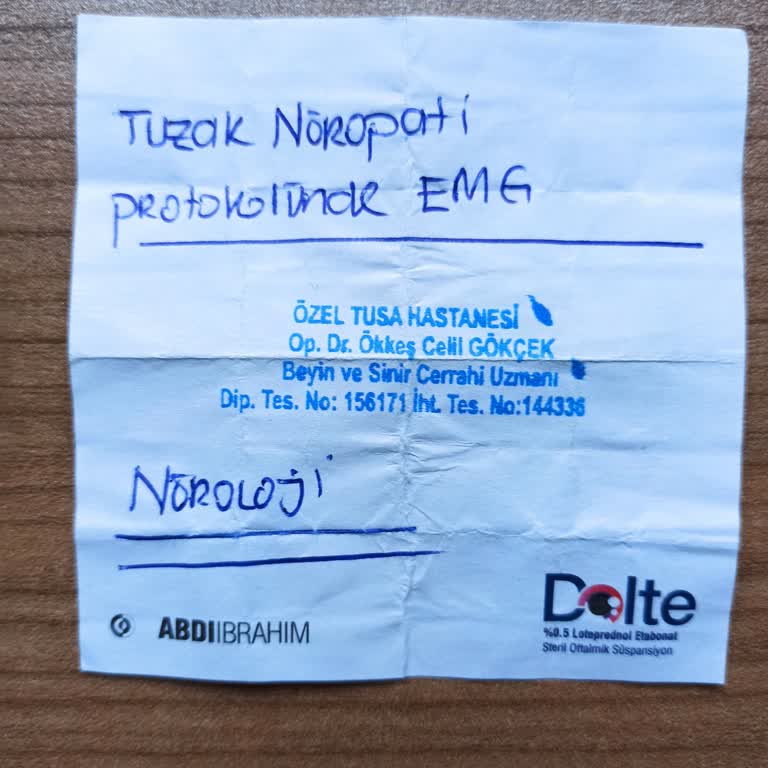 Tuzak Nöropati
protokolünde EMG
ÖZEL TUSA HASTANESİ
Op. Dr. Ökkeş Celil GÖKÇEK
Beyin ve Sinir Cerrahi Uzmanı
Dip. Tes. No: 156171 İht. Tes. No:144336
Nöroloji
ABDIIBRAHIM
Dolte
%0.5 Loteprednol Etabonat
Steril Oftalmik Süspansiyon